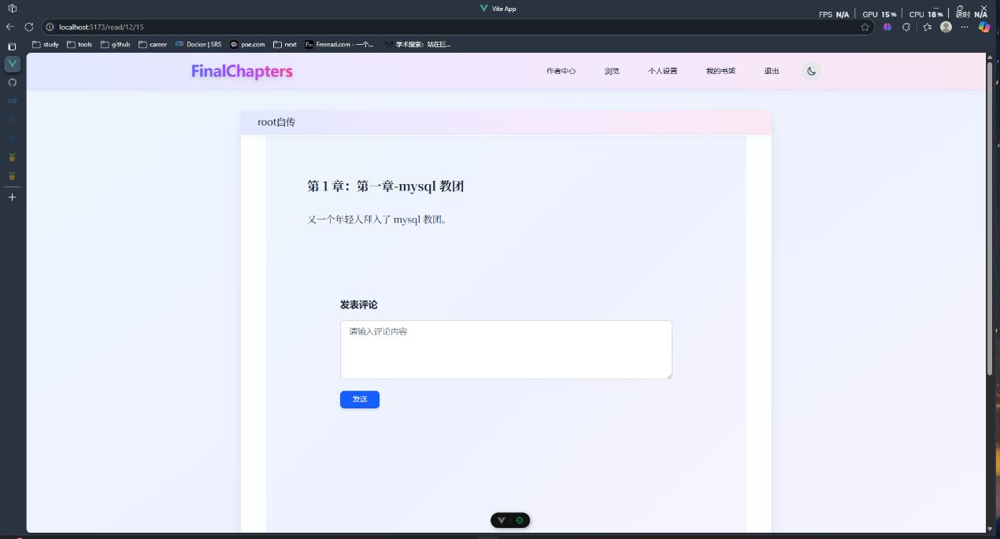 Vite App
FPS N/A GPU 15% CPU 18% 延时 N/A
localhost:5173/read/12/15
study tools github career Docker | SRS poe.com next Fmread.com - 一个... 学术搜索：站在巨...
FinalChapters 作者中心 浏览 个人设置 我的书架 退出
root自传
第 1 章：第一章-mysql 教团
又一个年轻人拜入了 mysql 教团。
发表评论
请输入评论内容
发送